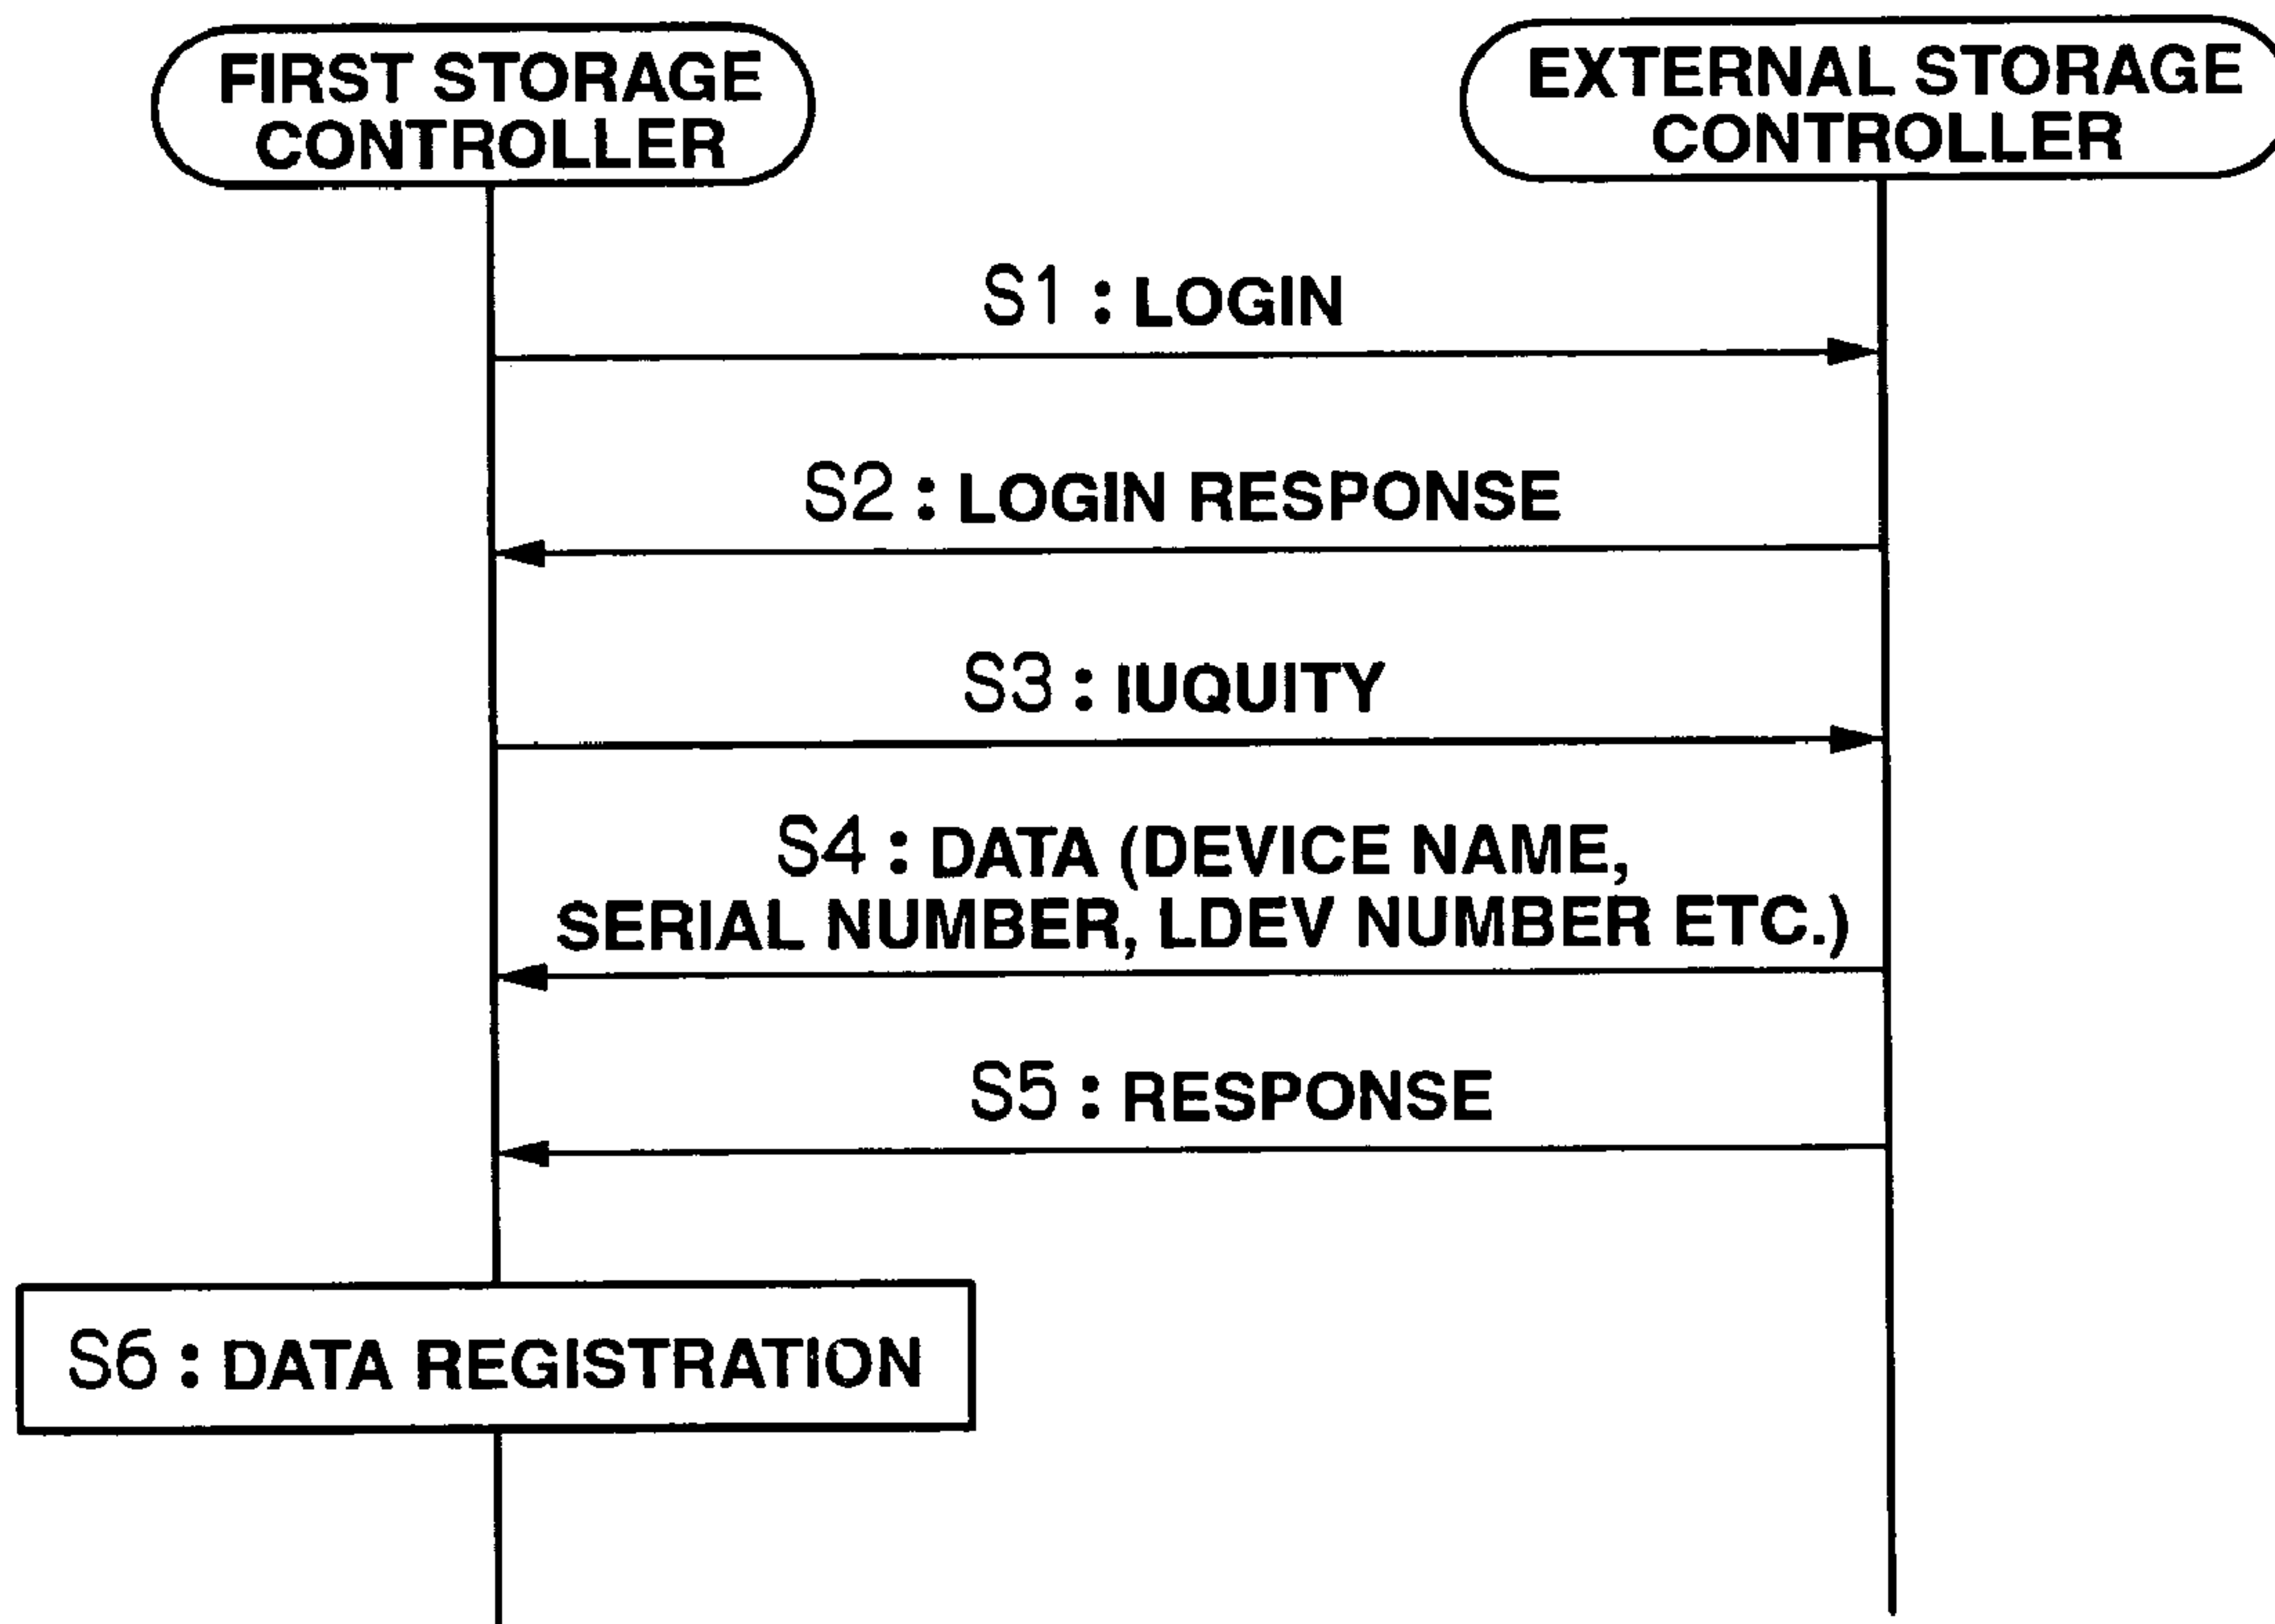 FIRST STORAGE
CONTROLLER
EXTERNAL STORAGE
CONTROLLER
S1 : LOGIN
S2 : LOGIN RESPONSE
S3 : IUQUITY
S4 : DATA (DEVICE NAME,
SERIAL NUMBER, LDEV NUMBER ETC.)
S5 : RESPONSE
S6 : DATA REGISTRATION